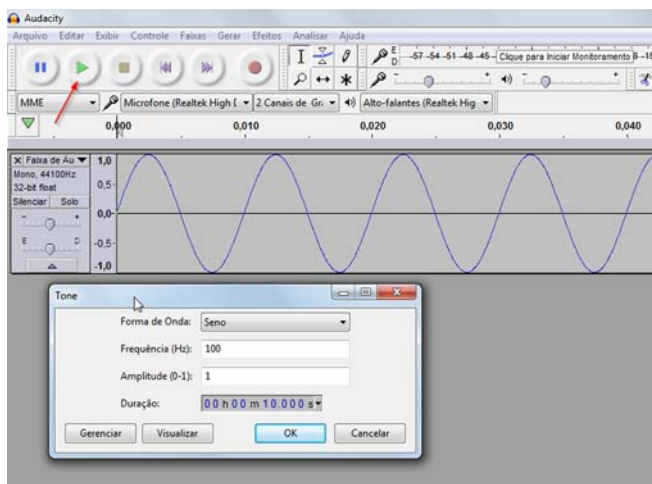 Audacity
Arquivo Editar Exibir Controle Faixas Gerar Efeitos Analisar Ajuda
E D -57 -54 -51 -48 -45 Clique para Iniciar Monitoramento
MME Microfone (Realtek High 2 Canais de Alto-falantes (Realtek Hig
0,000 0,010 0,020 0,030 0,040
X Faixa de Áu 1,0
Mono, 44100Hz
32-bit float 0,5
Silenciar Solo
- + 0,0
E D -0,5
-1,0
Tone
Forma de Onda: Seno
Frequência (Hz): 100
Amplitude (0-1): 1
Duração: 00 h 00 m 10.000 s
Gerenciar Visualizar OK Cancelar